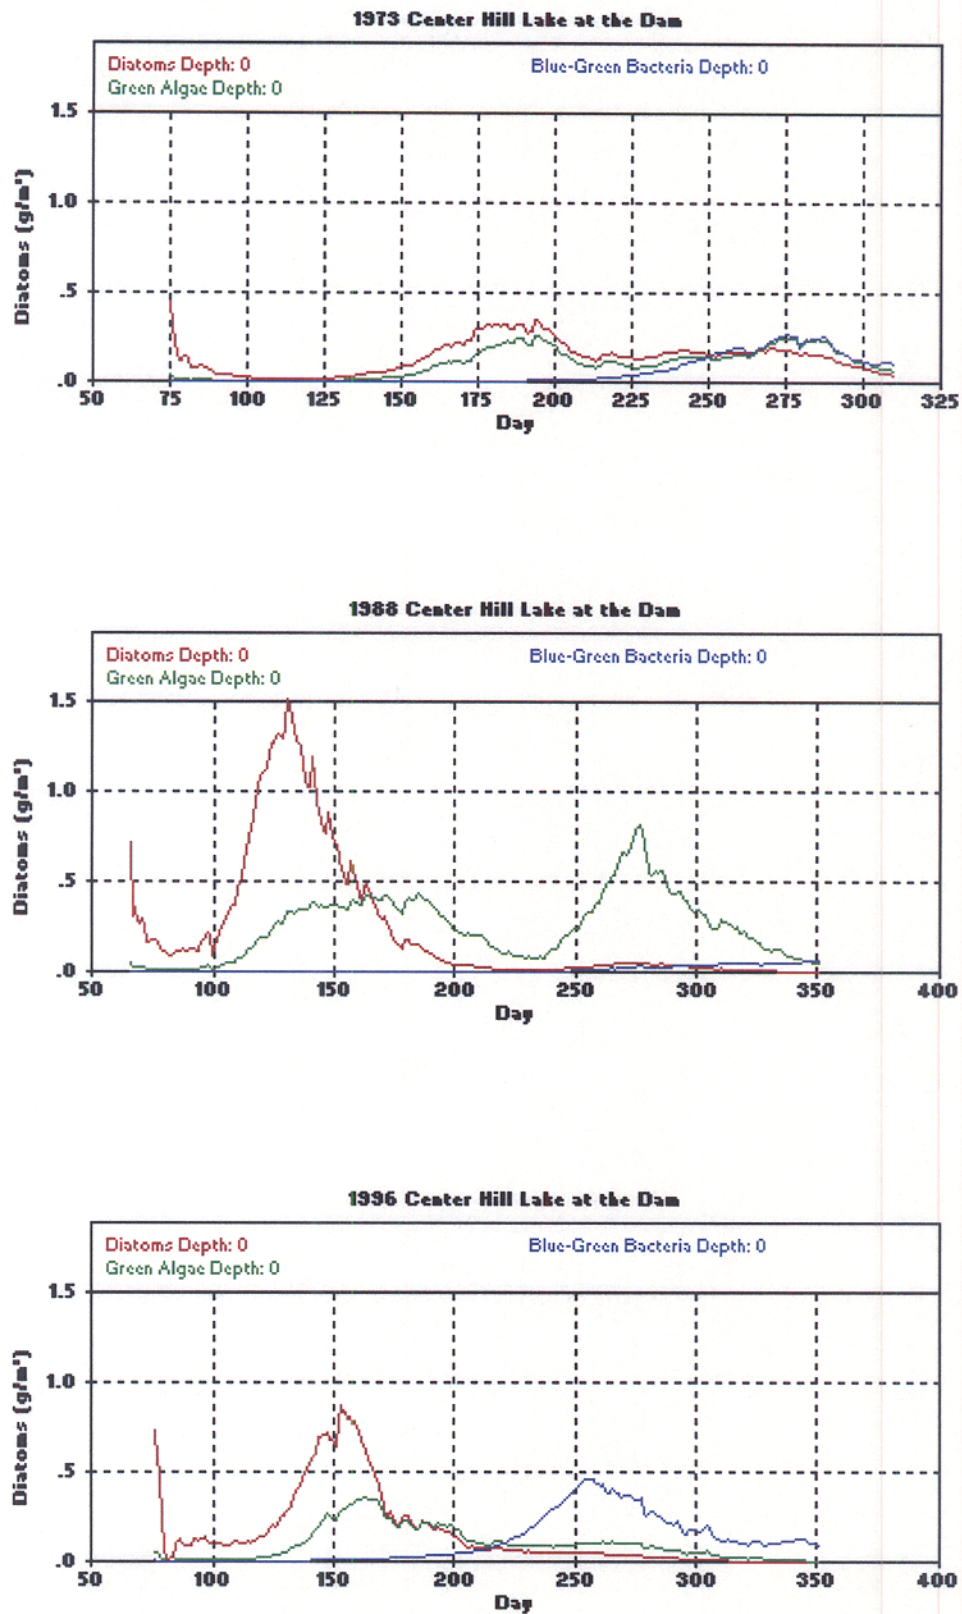 1973 Center Hill Lake at the Dam
Diatoms Depth: 0 Blue-Green Bacteria Depth: 0
Green Algae Depth: 0
1.5
1.0
.5
.0
Diatoms (g/m³)
50 75 100 125 150 175 200 225 250 275 300 325
Day
1988 Center Hill Lake at the Dam
Diatoms Depth: 0 Blue-Green Bacteria Depth: 0
Green Algae Depth: 0
1.5
1.0
.5
.0
Diatoms (g/m³)
50 100 150 200 250 300 350 400
Day
1996 Center Hill Lake at the Dam
Diatoms Depth: 0 Blue-Green Bacteria Depth: 0
Green Algae Depth: 0
1.5
1.0
.5
.0
Diatoms (g/m³)
50 100 150 200 250 300 350 400
Day